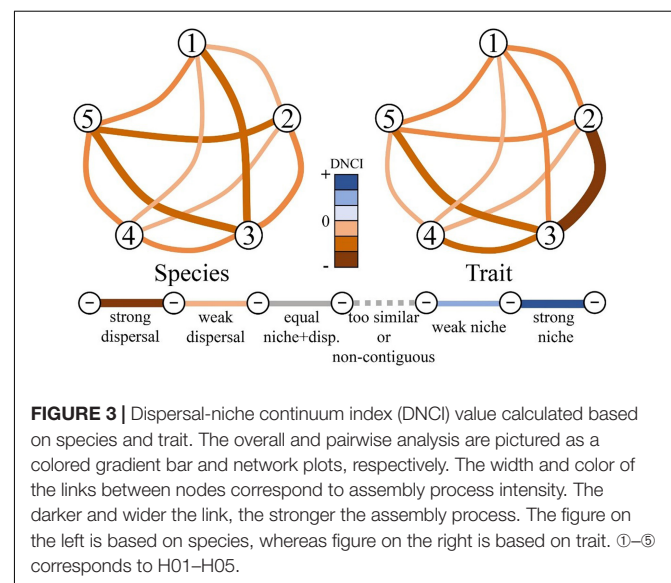 1
5
2
4
3
Species
1
5
2
4
3
Trait
DNCI
+
0
-
− − − − − − −
strong
dispersal
weak
dispersal
equal
niche+disp.
too similar
or
non-contiguous
weak niche
strong
niche
FIGURE 3 | Dispersal-niche continuum index (DNCI) value calculated based
on species and trait. The overall and pairwise analysis are pictured as a
colored gradient bar and network plots, respectively. The width and color of
the links between nodes correspond to assembly process intensity. The
darker and wider the link, the stronger the assembly process. The figure on
the left is based on species, whereas figure on the right is based on trait. ①–⑤
corresponds to H01–H05.